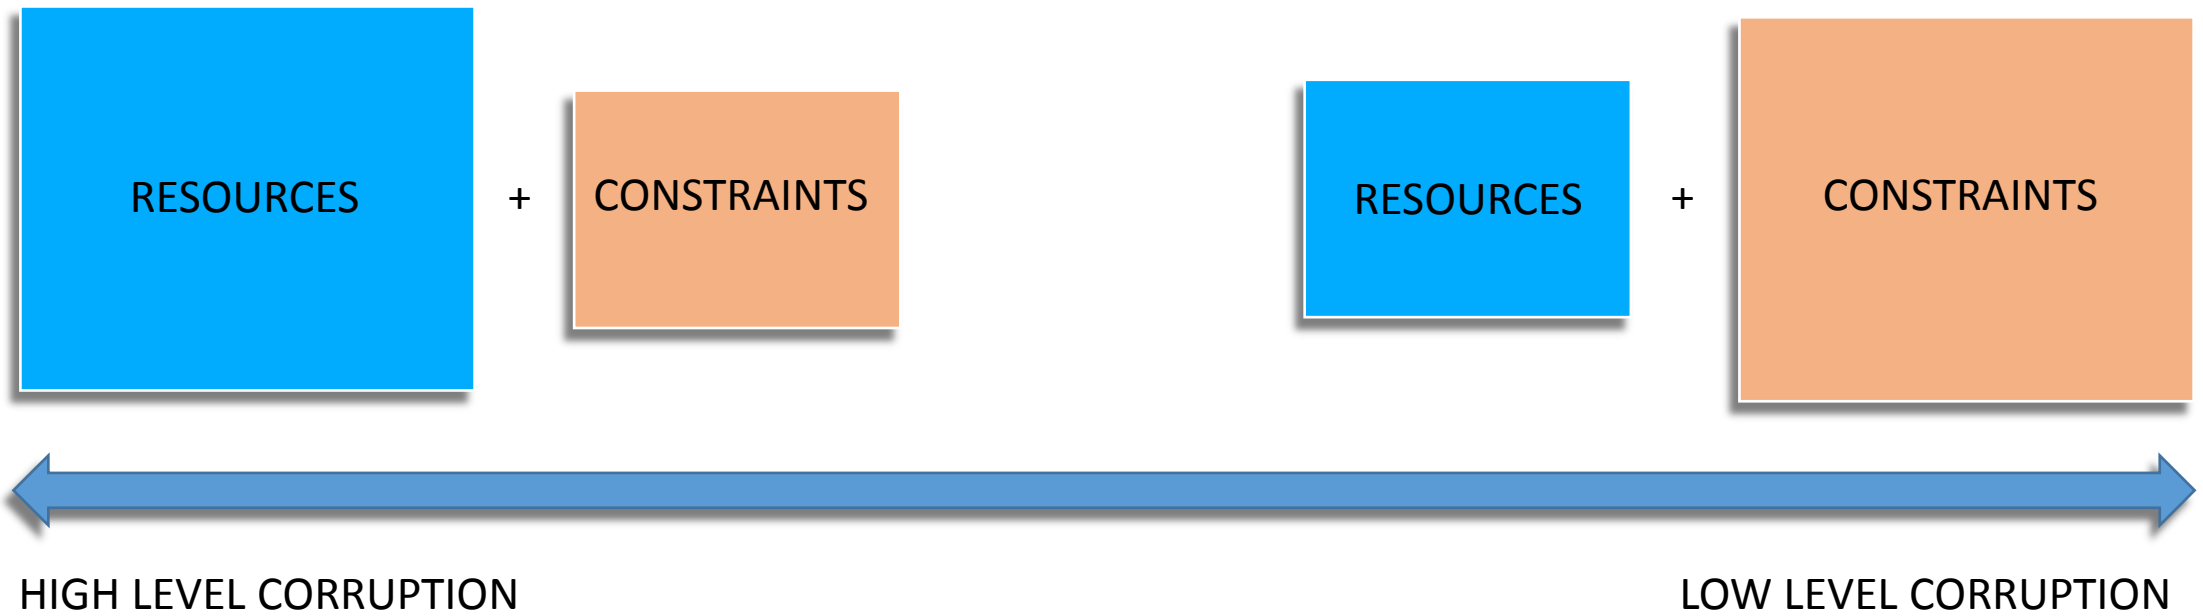 RESOURCES + CONSTRAINTS RESOURCES + CONSTRAINTS
HIGH LEVEL CORRUPTION LOW LEVEL CORRUPTION